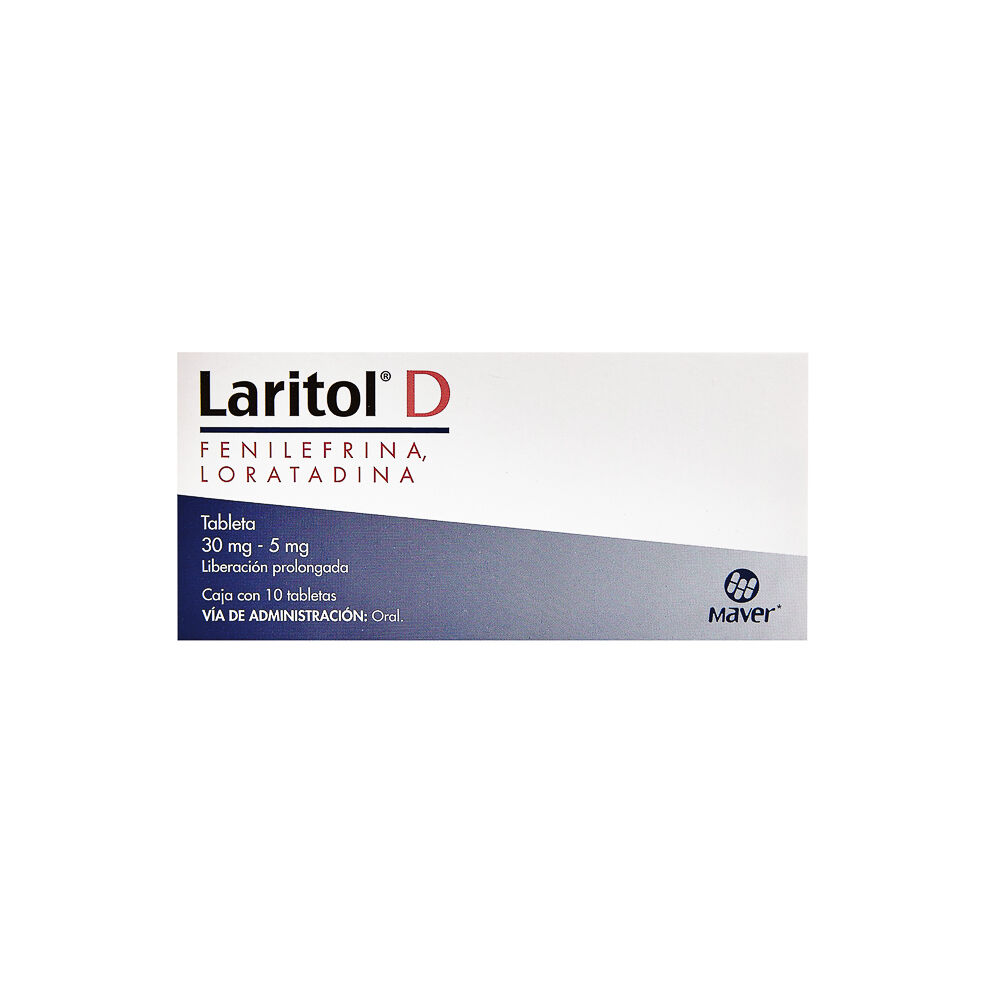 Laritol® D
FENILEFRINA,
LORATADINA
Tableta
30 mg - 5 mg
Liberación prolongada
Caja con 10 tabletas
VÍA DE ADMINISTRACIÓN: Oral.
Maver*